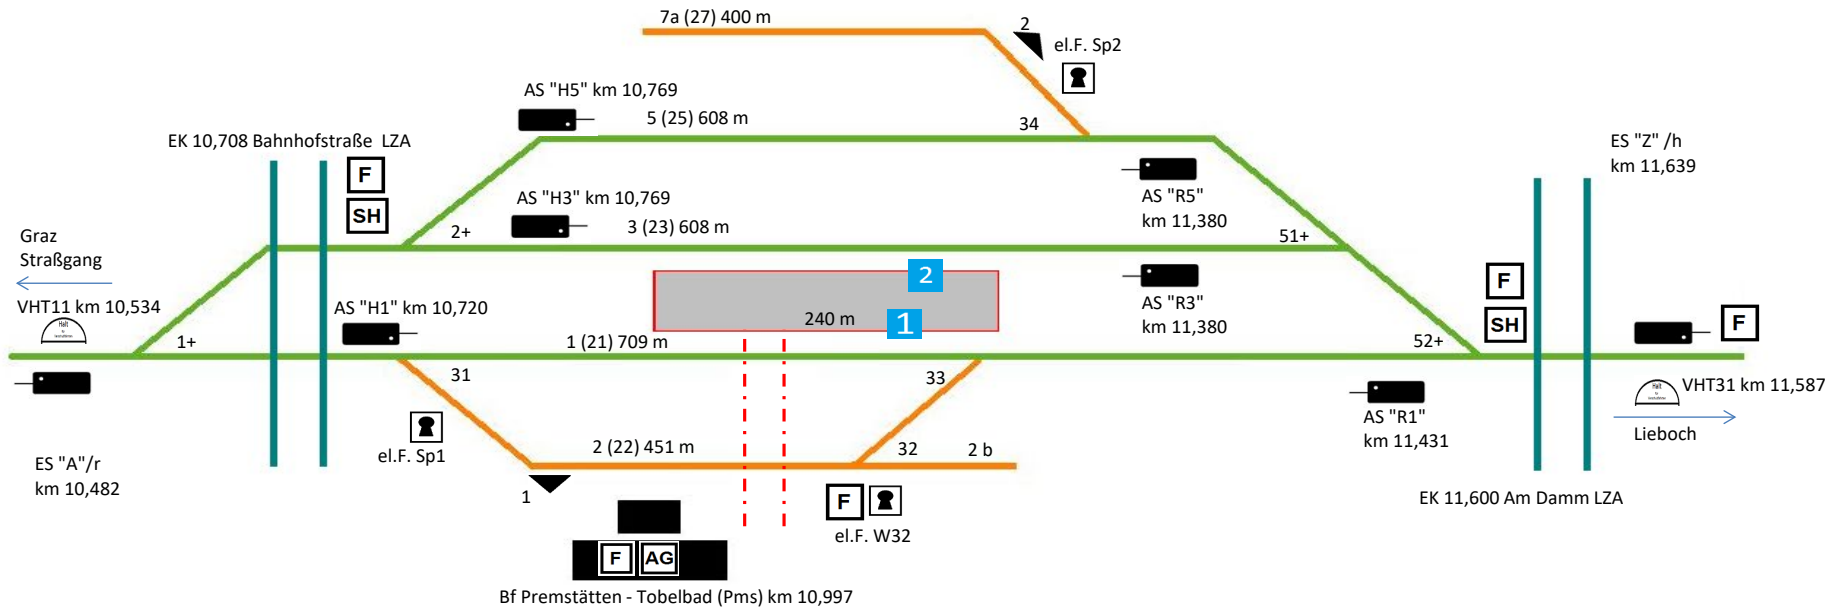 7a (27) 400 m
2
el.F. Sp2
AS "H5" km 10,769
5 (25) 608 m
34
EK 10,708 Bahnhofstraße LZA
ES "Z" /h
km 11,639
F
SH
AS "R5"
km 11,380
AS "H3" km 10,769
3 (23) 608 m
2+
51+
Graz
Straßgang
VHT11 km 10,534
Halt
AS "H1" km 10,720
2
240 m
1
AS "R3"
km 11,380
F
SH
F
1+
1 (21) 709 m
52+
31
33
VHT31 km 11,587
Halt
Lieboch
AS "R1"
km 11,431
el.F. Sp1
2 (22) 451 m
32
2 b
ES "A"/r
km 10,482
1
F
el.F. W32
EK 11,600 Am Damm LZA
F
AG
Bf Premstätten - Tobelbad (Pms) km 10,997